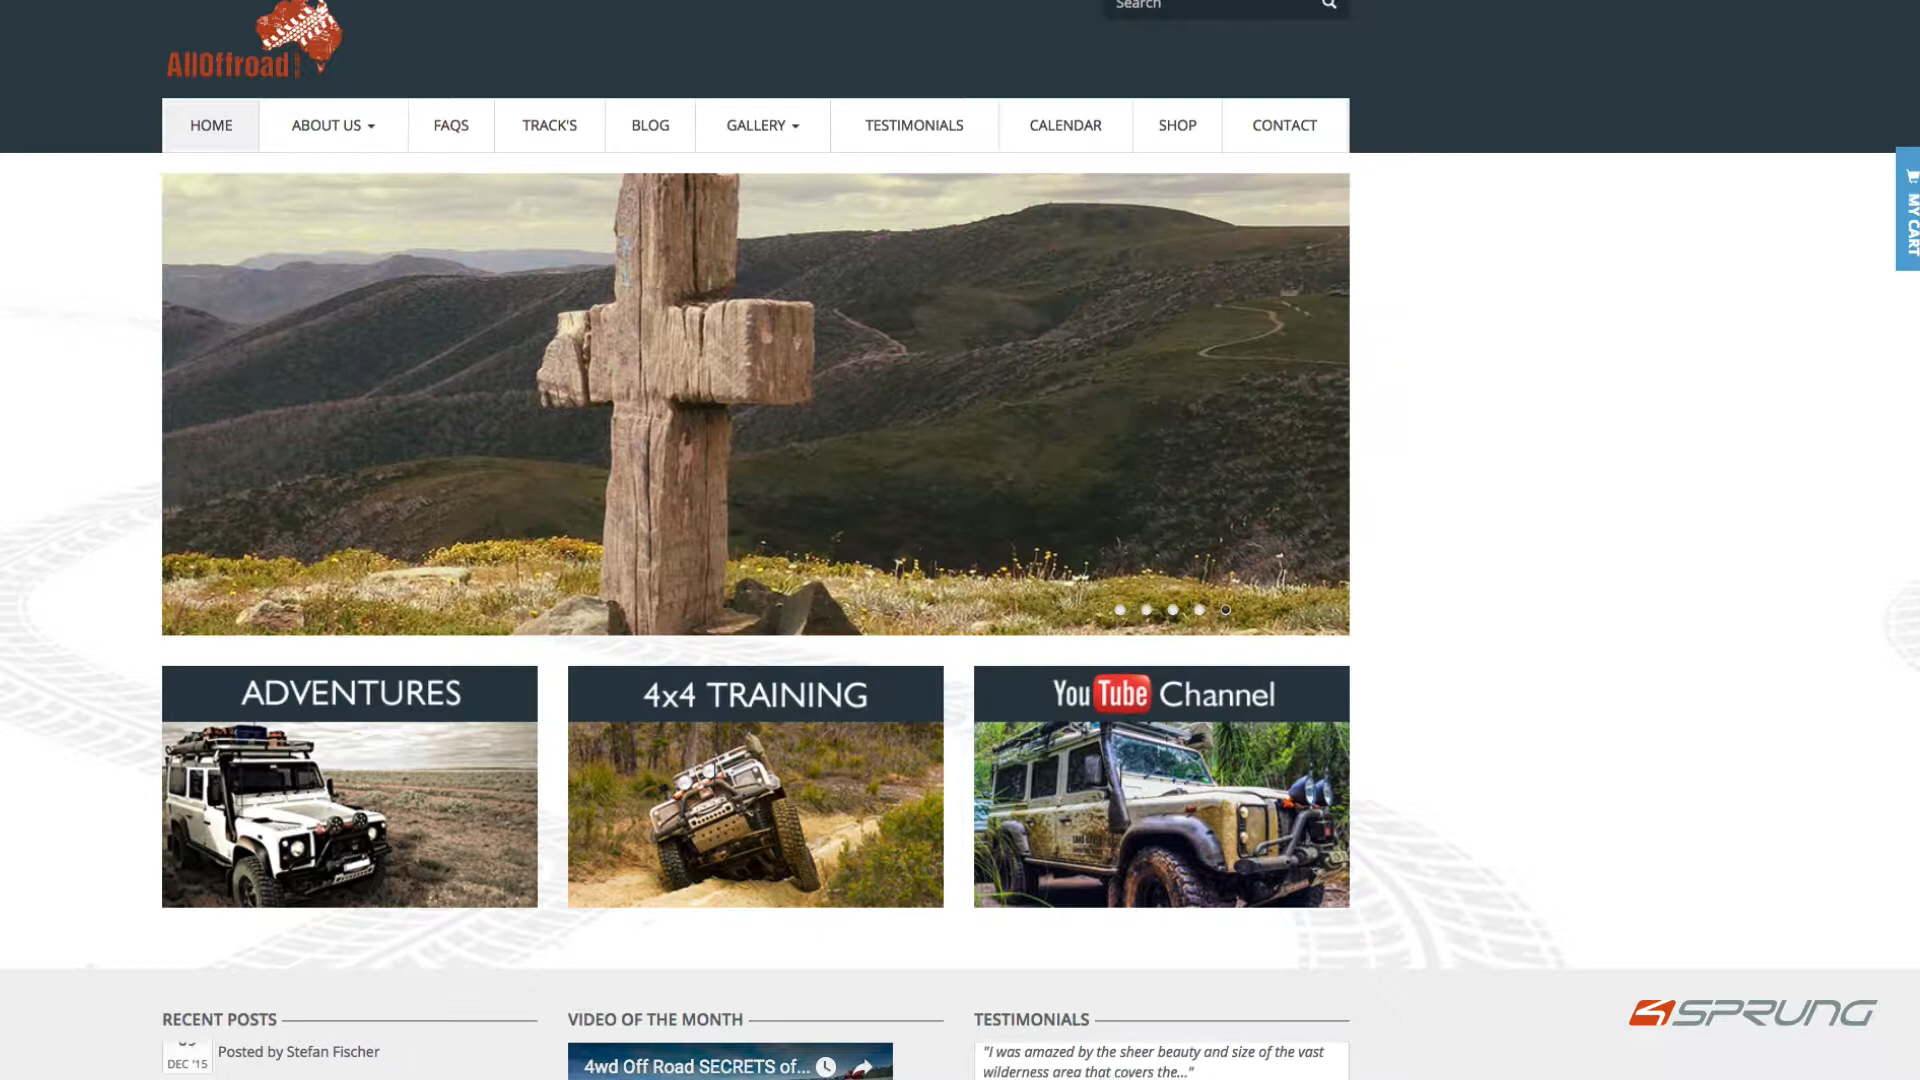 Search
AllOffroad
HOME
ABOUT US
FAQS
TRACK'S
BLOG
GALLERY
TESTIMONIALS
CALENDAR
SHOP
CONTACT
MY CART
ADVENTURES
4x4 TRAINING
YouTube Channel
RECENT POSTS
VIDEO OF THE MONTH
TESTIMONIALS
SPRUNG
DEC '15
Posted by Stefan Fischer
4wd Off Road SECRETS of...
"I was amazed by the sheer beauty and size of the vast
wilderness area that covers the..."